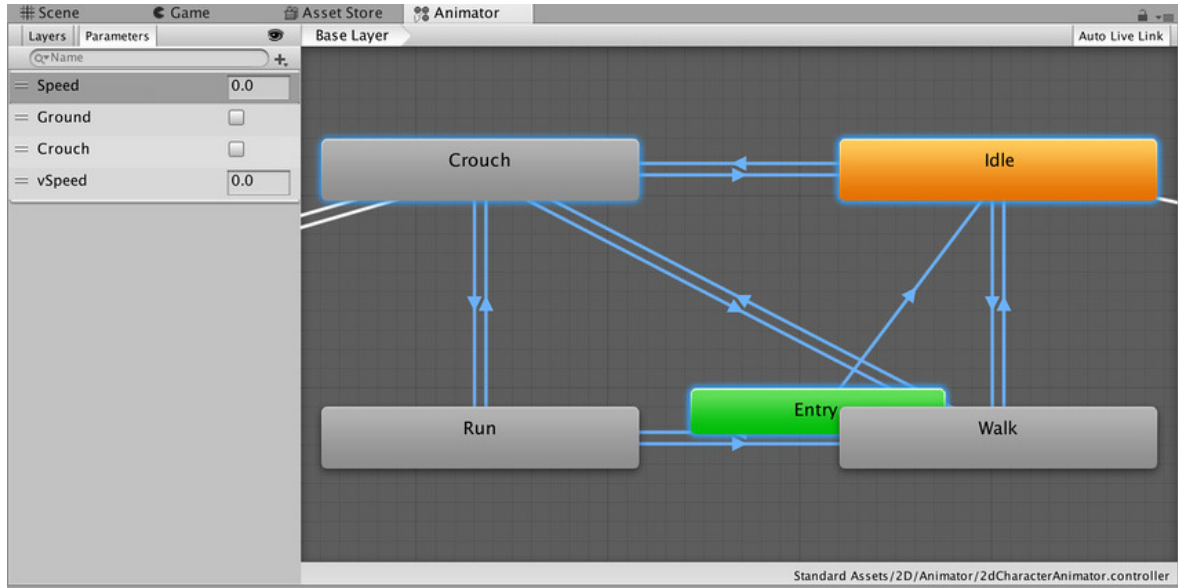 Scene Game Asset Store Animator
Layers Parameters Base Layer Auto Live Link
Name
Speed 0.0
Ground
Crouch
vSpeed 0.0
Crouch Idle
Entry
Run Walk
Standard Assets/2D/Animator/2dCharacterAnimator.controller